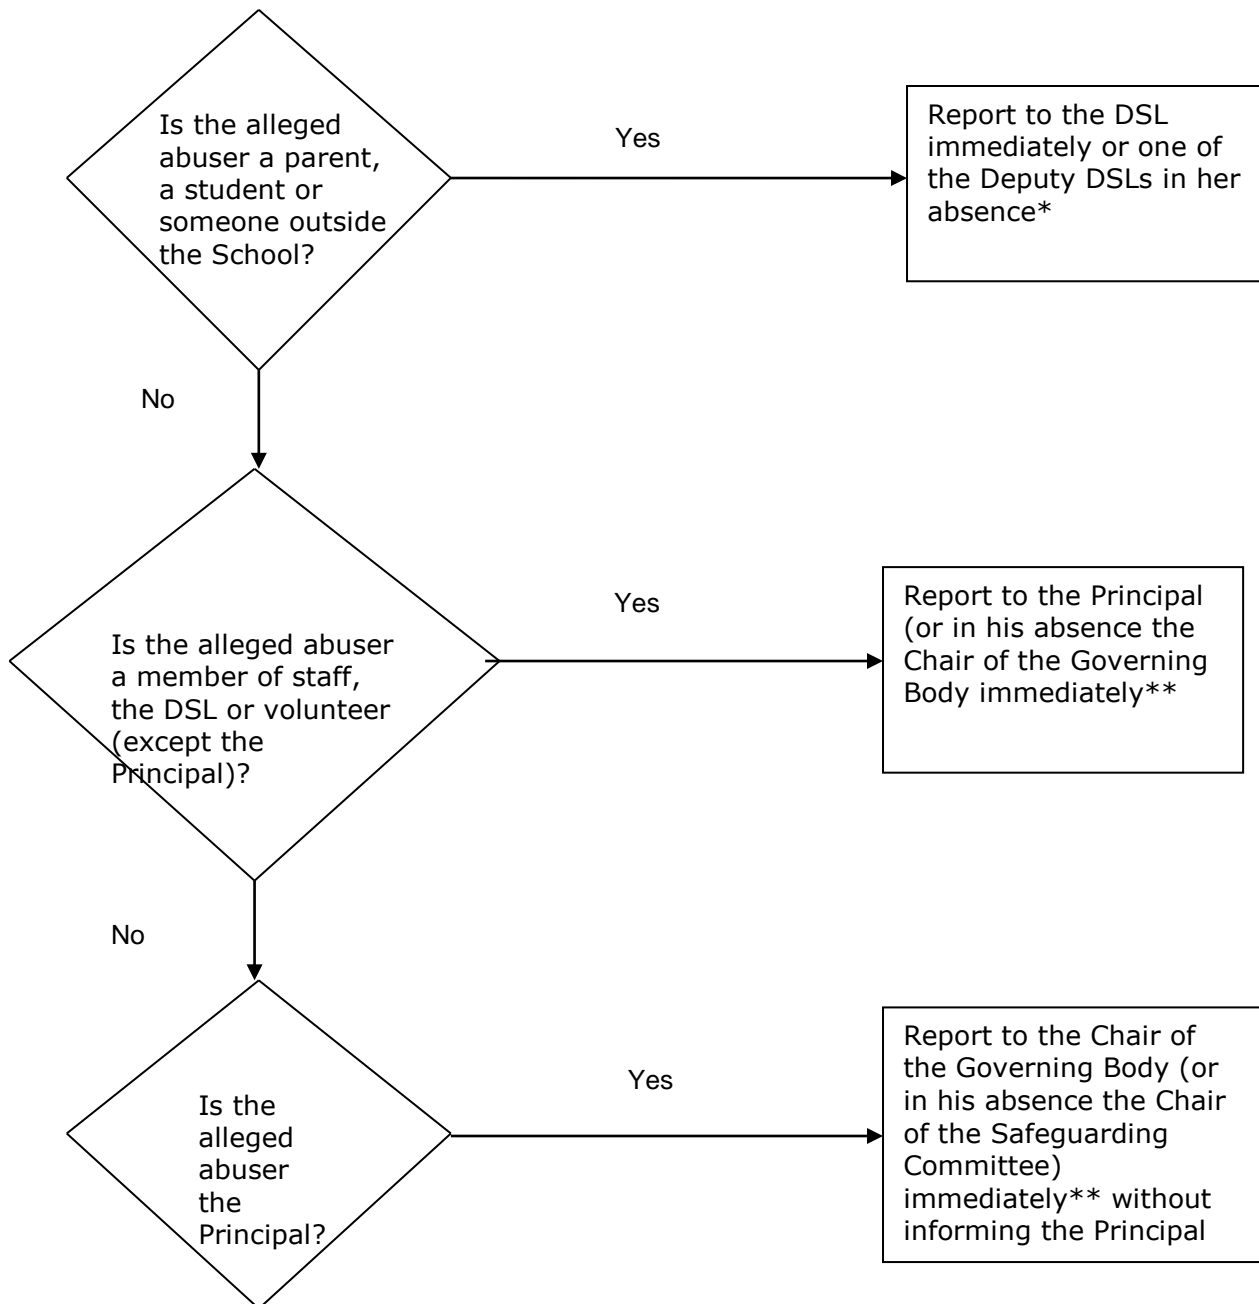 Is the alleged
abuser a parent,
a student or
someone outside
the School?
Yes
Report to the DSL
immediately or one of
the Deputy DSLs in her
absence*
No
Is the alleged abuser
a member of staff,
the DSL or volunteer
(except the
Principal)?
Yes
Report to the Principal
(or in his absence the
Chair of the Governing
Body immediately**
No
Is the
alleged
abuser
the
Principal?
Yes
Report to the Chair of
the Governing Body (or
in his absence the Chair
of the Safeguarding
Committee)
immediately** without
informing the Principal